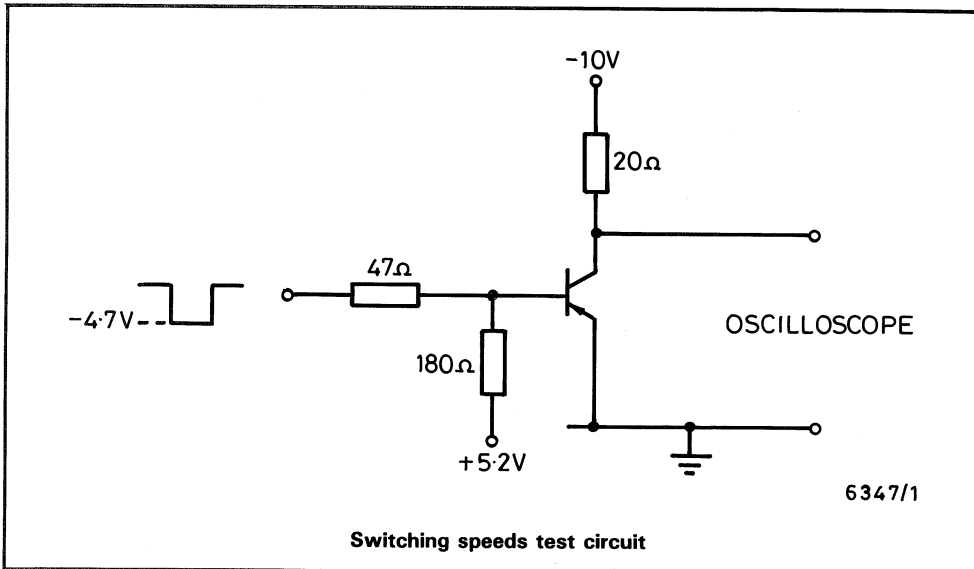 -10V
20Ω
47Ω
-4·7V
OSCILLOSCOPE
180Ω
+5·2V
6347/1
Switching speeds test circuit